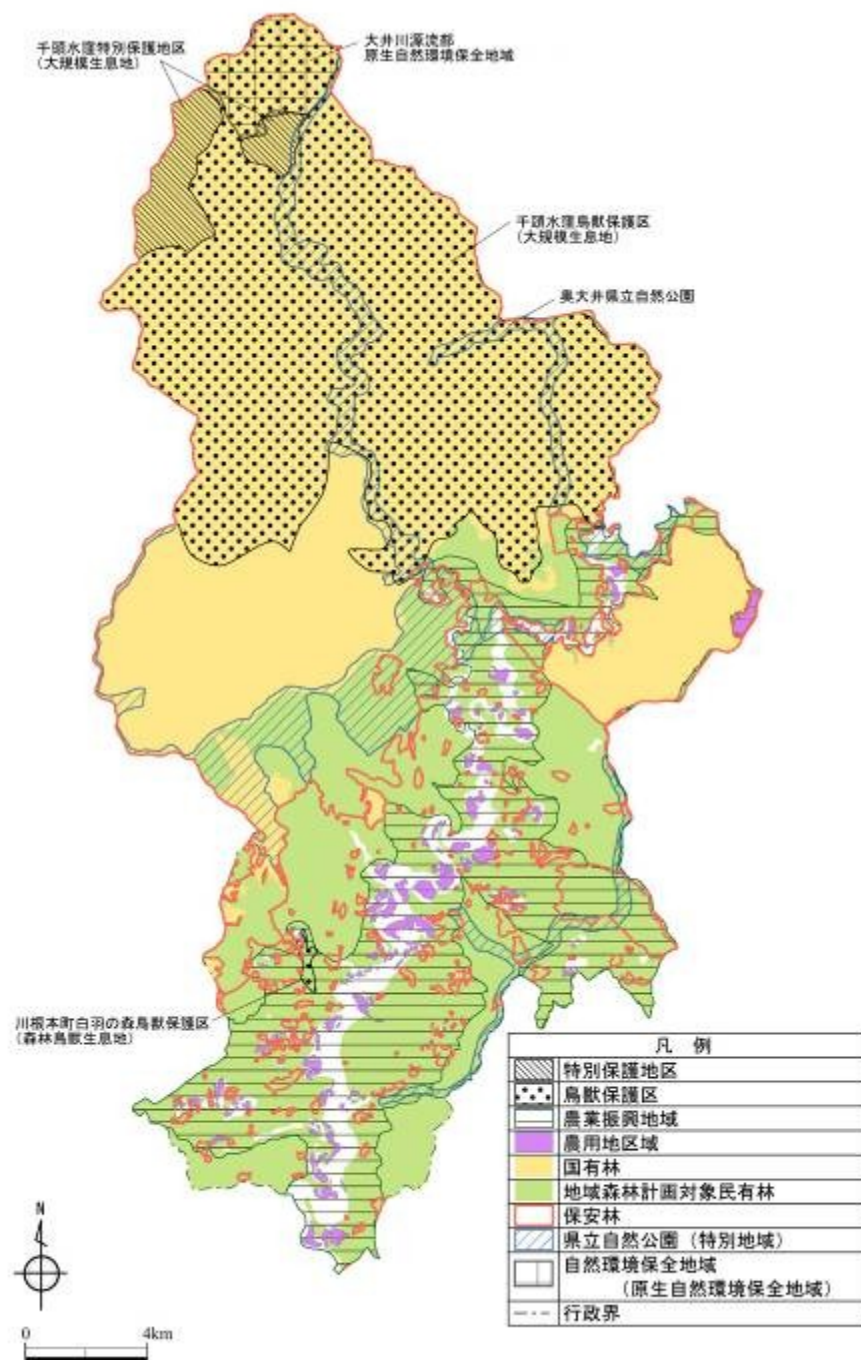 千頭水窪特別保護地区
(大規模生息地)
大井川源流部
原生自然環境保全地域
千頭水窪鳥獣保護区
(大規模生息地)
奥大井県立自然公園
川根本町白羽の森鳥獣保護区
(森林鳥獣生息地)
凡 例
特別保護地区
鳥獣保護区
農業振興地域
農用地区域
国有林
地域森林計画対象民有林
保安林
県立自然公園（特別地域）
自然環境保全地域
(原生自然環境保全地域)
行政界
N
0 4km